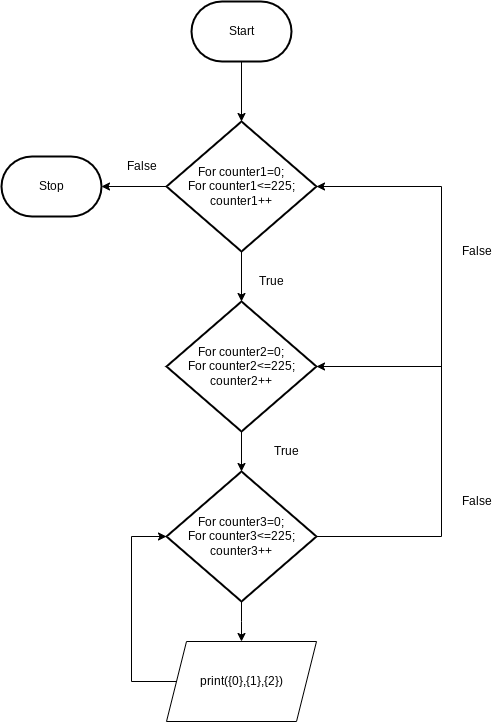 Start
False
For counter1=0;
For counter1<=225;
counter1++
Stop
False
True
For counter2=0;
For counter2<=225;
counter2++
True
False
For counter3=0;
For counter3<=225;
counter3++
print({0},{1},{2})